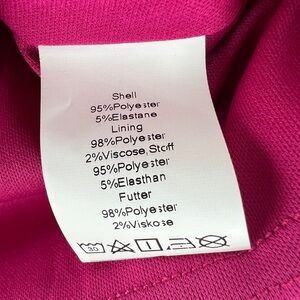 Shell
95%Polyester
5%Elastane
Lining
98%Polyester
2%Viscose,Stoff
95%Polyester
5%Elasthan
Futter
98%Polyester
2%Viskose
30